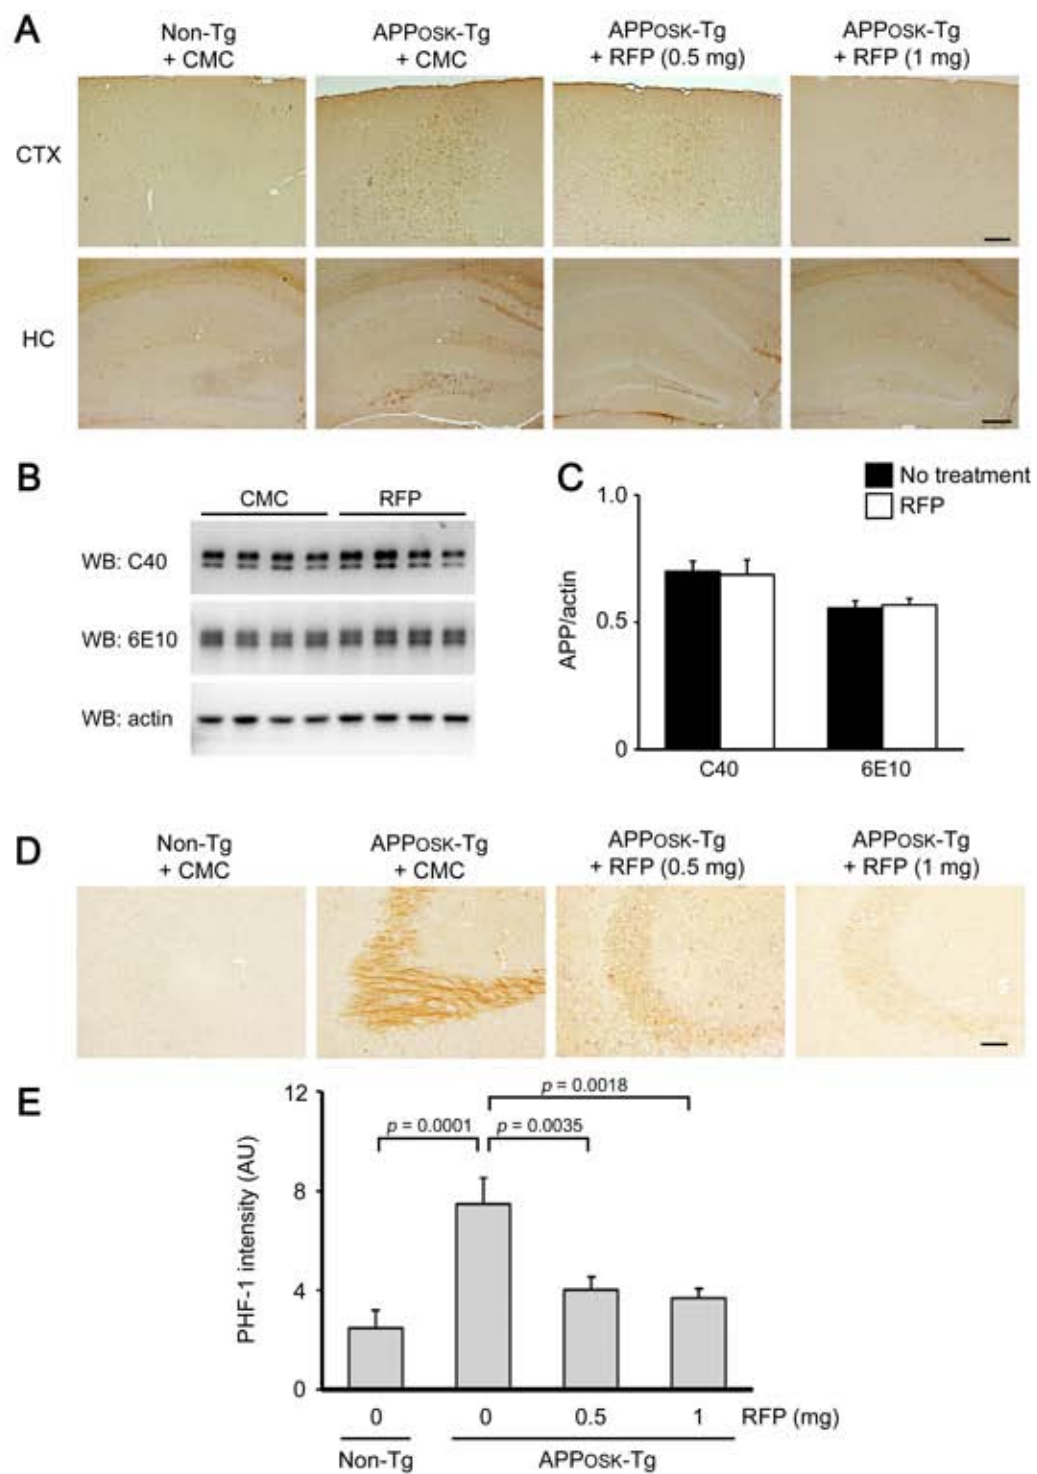 A
Non-Tg
+ CMC
APPOSK-Tg
+ CMC
APPOSK-Tg
+ RFP (0.5 mg)
APPOSK-Tg
+ RFP (1 mg)
CTX
HC
B
CMC
RFP
WB: C40
WB: 6E10
WB: actin
C
No treatment
RFP
1.0
0.5
0
APP/actin
C40
6E10
D
Non-Tg
+ CMC
APPOSK-Tg
+ CMC
APPOSK-Tg
+ RFP (0.5 mg)
APPOSK-Tg
+ RFP (1 mg)
E
12
8
4
0
PHF-1 intensity (AU)
p = 0.0018
p = 0.0001
p = 0.0035
0 0 0.5 1 RFP (mg)
Non-Tg
APPOSK-Tg